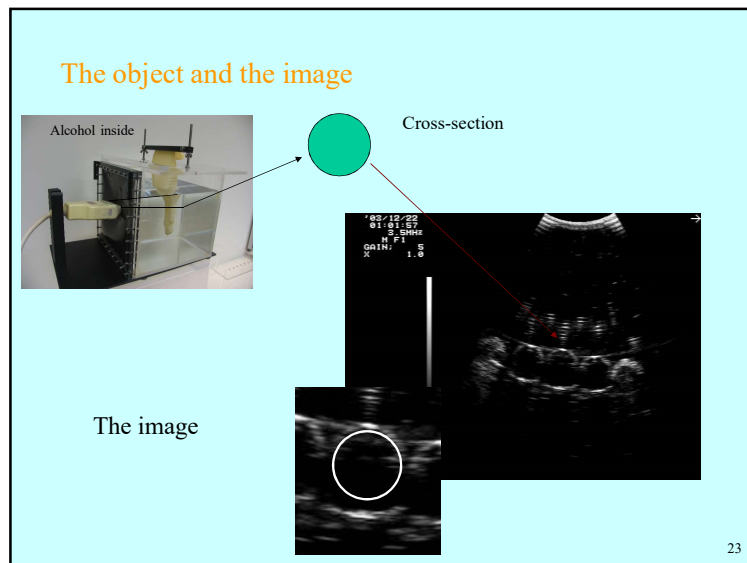 The object and the image
Alcohol inside
Cross-section
'03/12/22
01:01:57
3.5MHz
M F1
GAIN; 5
X 1.0
The image
23